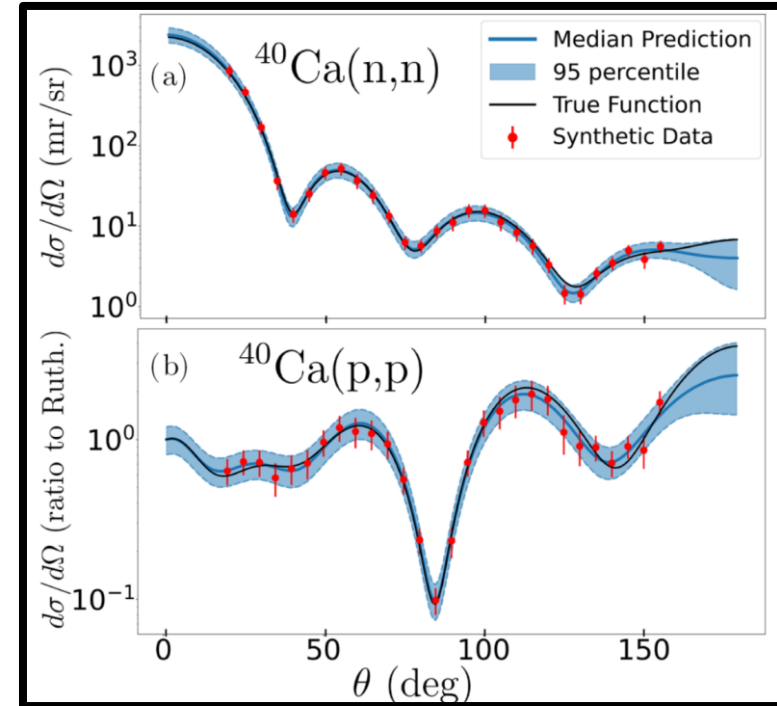 (a) ⁴⁰Ca(n,n)
Median Prediction
95 percentile
True Function
Synthetic Data
dσ/dΩ (mr/sr)
10³
10²
10¹
10⁰
(b) ⁴⁰Ca(p,p)
dσ/dΩ (ratio to Ruth.)
10⁰
10⁻¹
0 50 100 150
θ (deg)